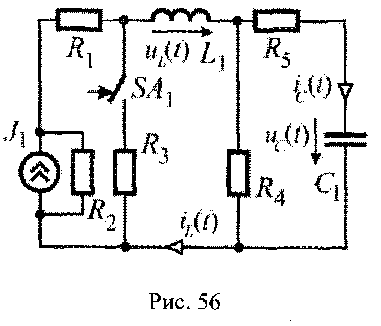 R1
uL(t) L1
R5
SA1
iC(t)
J1
R3
uC(t)
R2
R4
C1
iL(t)
Рис. 56